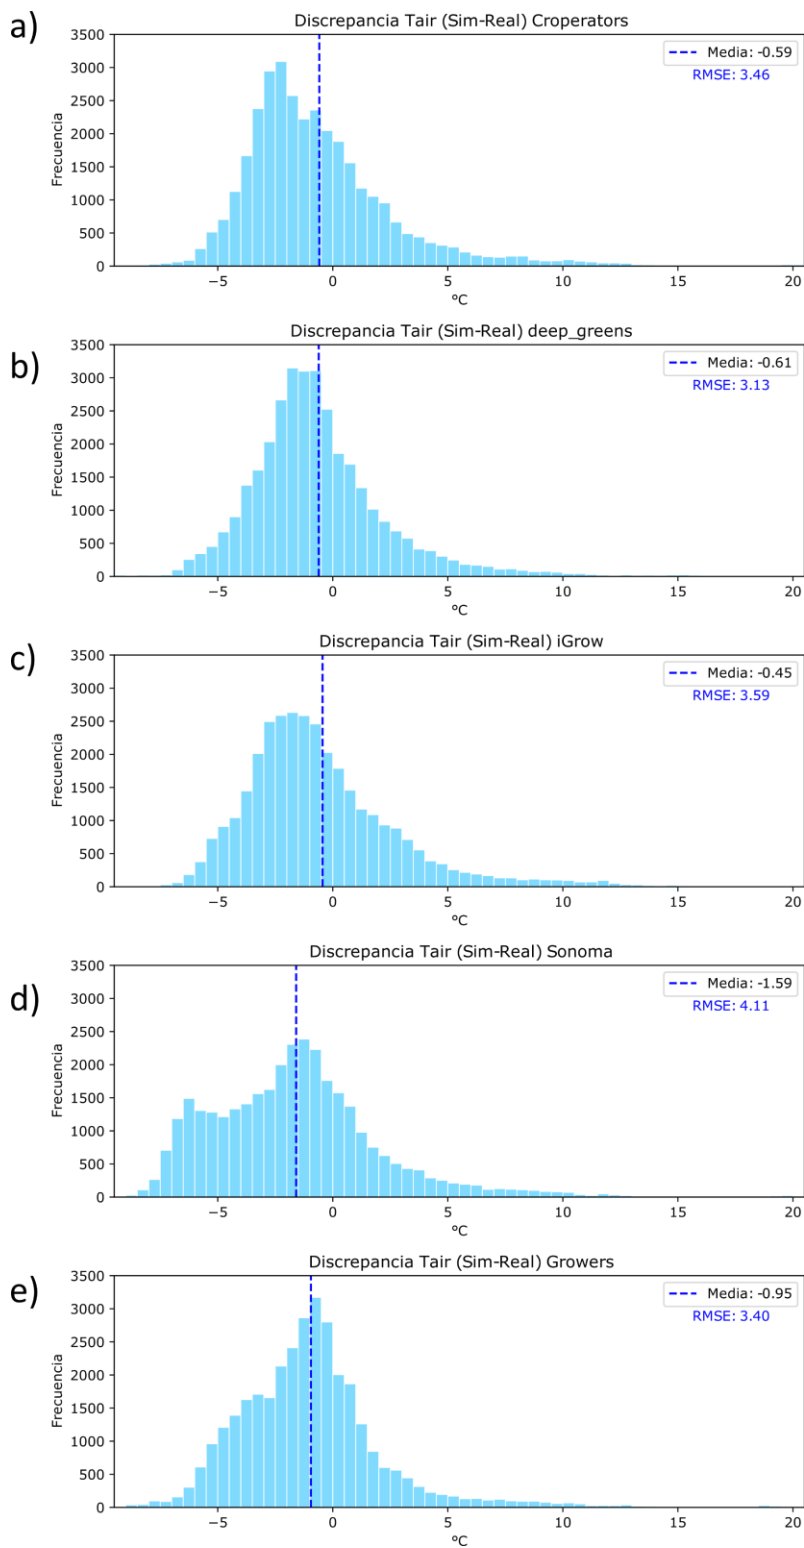 a)
Discrepancia Tair (Sim-Real) Croperators
3500
3000
2500
2000
1500
1000
500
0
Frecuencia
Media: -0.59
RMSE: 3.46
−5 0 5 10 15 20
°C
b)
Discrepancia Tair (Sim-Real) deep_greens
3500
3000
2500
2000
1500
1000
500
0
Frecuencia
Media: -0.61
RMSE: 3.13
−5 0 5 10 15 20
°C
c)
Discrepancia Tair (Sim-Real) iGrow
3500
3000
2500
2000
1500
1000
500
0
Frecuencia
Media: -0.45
RMSE: 3.59
−5 0 5 10 15 20
°C
d)
Discrepancia Tair (Sim-Real) Sonoma
3500
3000
2500
2000
1500
1000
500
0
Frecuencia
Media: -1.59
RMSE: 4.11
−5 0 5 10 15 20
°C
e)
Discrepancia Tair (Sim-Real) Growers
3500
3000
2500
2000
1500
1000
500
0
Frecuencia
Media: -0.95
RMSE: 3.40
−5 0 5 10 15 20
°C